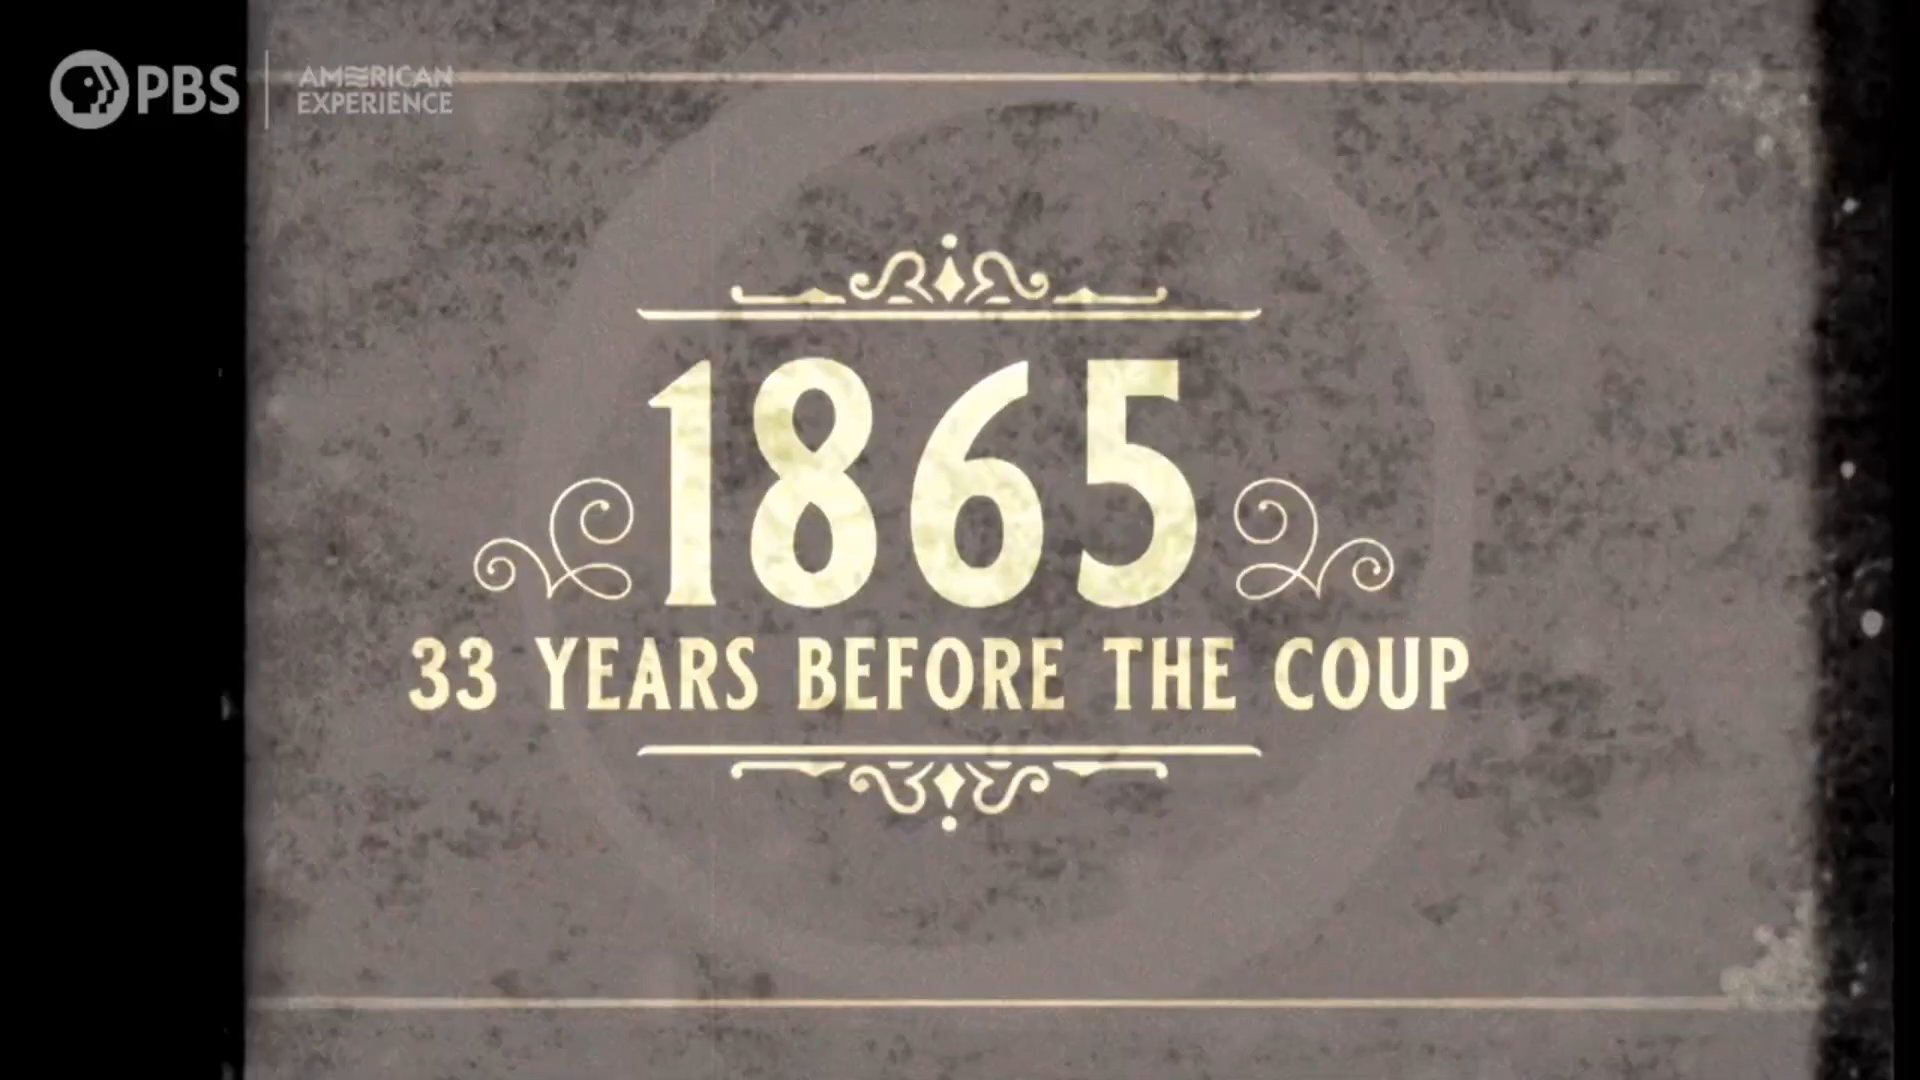 PBS
AMERICAN
EXPERIENCE
1865
33 YEARS BEFORE THE COUP